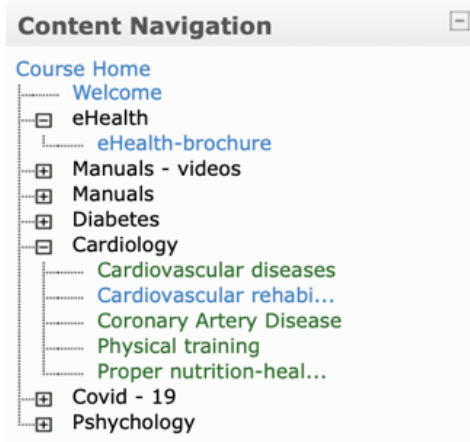 Content Navigation
Course Home
Welcome
eHealth
eHealth-brochure
Manuals - videos
Manuals
Diabetes
Cardiology
Cardiovascular diseases
Cardiovascular rehabi...
Coronary Artery Disease
Physical training
Proper nutrition-heal...
Covid - 19
Pshychology